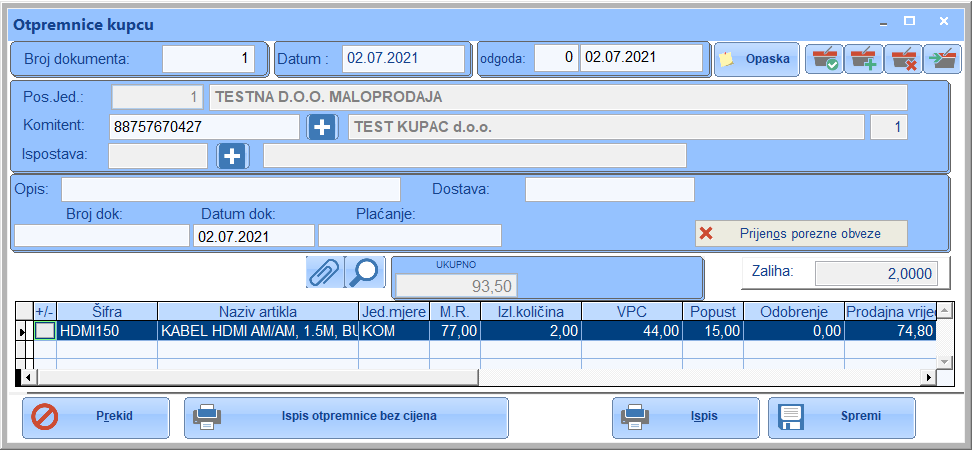 Otpremnice kupcu
Broj dokumenta: 1 Datum : 02.07.2021 odgoda: 0 02.07.2021 Opaska
Pos.Jed.: 1 TESTNA D.O.O. MALOPRODAJA
Komitent: 88757670427 TEST KUPAC d.o.o. 1
Ispostava:
Opis: Dostava:
Broj dok: Datum dok: Plaćanje:
02.07.2021 Prijenos porezne obveze
UKUPNO Zaliha: 2,0000
93,50
+/- Šifra Naziv artikla Jed.mjere M.R. Izl.količina VPC Popust Odobrenje Prodajna vrijed
HDMI150 KABEL HDMI AM/AM, 1.5M, BU KOM 77,00 2,00 44,00 15,00 0,00 74,80
Prekid Ispis otpremnice bez cijena Ispis Spremi